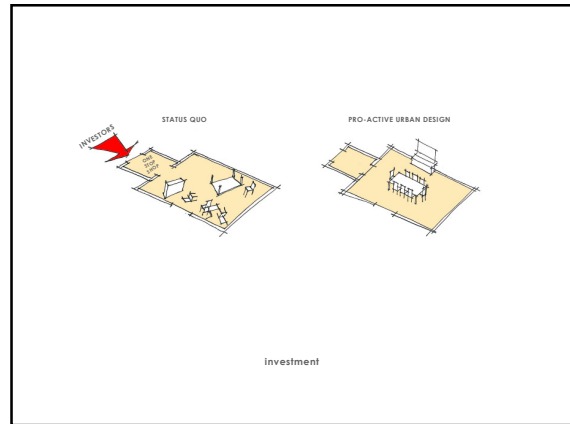 STATUS QUO
PRO-ACTIVE URBAN DESIGN
INVESTORS
ONE
STOP
SHOP
investment